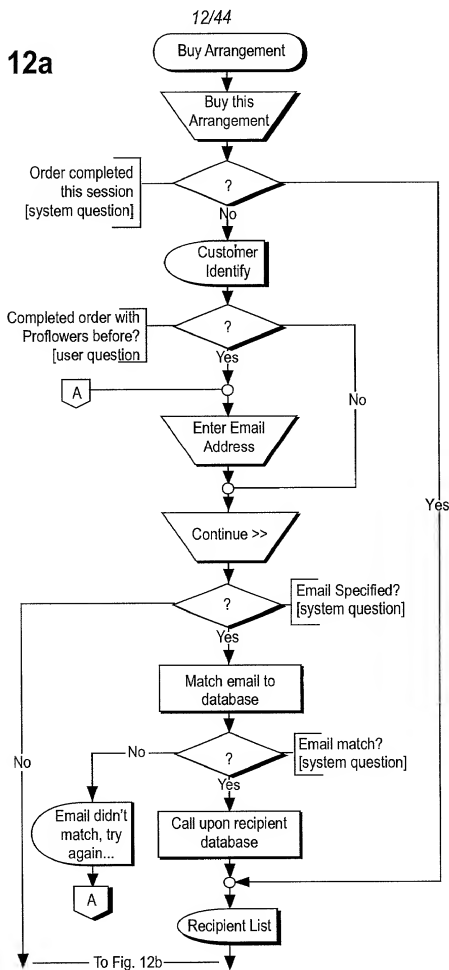 12/44
12a
Buy Arrangement
Buy this
Arrangement
Order completed
this session
[system question]
?
No
Customer
Identify
Completed order with
Proflowers before?
[user question
?
Yes
A
No
Enter Email
Address
Yes
Continue >>
?
Email Specified?
[system question]
Yes
Match email to
database
No
No
?
Email match?
[system question]
Yes
Email didn't
match, try
again...
Call upon recipient
database
A
Recipient List
To Fig. 12b